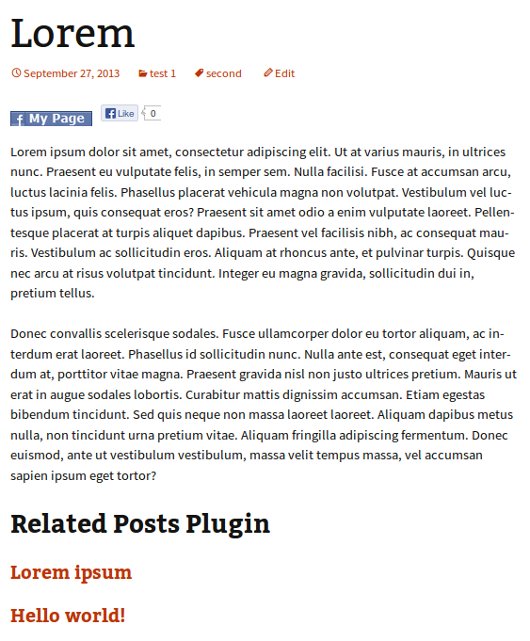 Lorem
September 27, 2013 test 1 second Edit
f My Page f Like 0
Lorem ipsum dolor sit amet, consectetur adipiscing elit. Ut at varius mauris, in ultrices
nunc. Praesent eu vulputate felis, in semper sem. Nulla facilisi. Fusce at accumsan arcu,
luctus lacinia felis. Phasellus placerat vehicula magna non volutpat. Vestibulum vel luc-
tus ipsum, quis consequat eros? Praesent sit amet odio a enim vulputate laoreet. Pellen-
tesque placerat at turpis aliquet dapibus. Praesent vel facilisis nibh, ac consequat mau-
ris. Vestibulum ac sollicitudin eros. Aliquam at rhoncus ante, et pulvinar turpis. Quisque
nec arcu at risus volutpat tincidunt. Integer eu magna gravida, sollicitudin dui in,
pretium tellus.
Donec convallis scelerisque sodales. Fusce ullamcorper dolor eu tortor aliquam, ac in-
terdum erat laoreet. Phasellus id sollicitudin nunc. Nulla ante est, consequat eget inter-
dum at, porttitor vitae magna. Praesent gravida nisl non justo ultrices pretium. Mauris ut
erat in augue sodales lobortis. Curabitur mattis dignissim accumsan. Etiam egestas
bibendum tincidunt. Sed quis neque non massa laoreet laoreet. Aliquam dapibus metus
nulla, non tincidunt urna pretium vitae. Aliquam fringilla adipiscing fermentum. Donec
euismod, ante ut vestibulum vestibulum, massa velit tempus massa, vel accumsan
sapien ipsum eget tortor?
Related Posts Plugin
Lorem ipsum
Hello world!